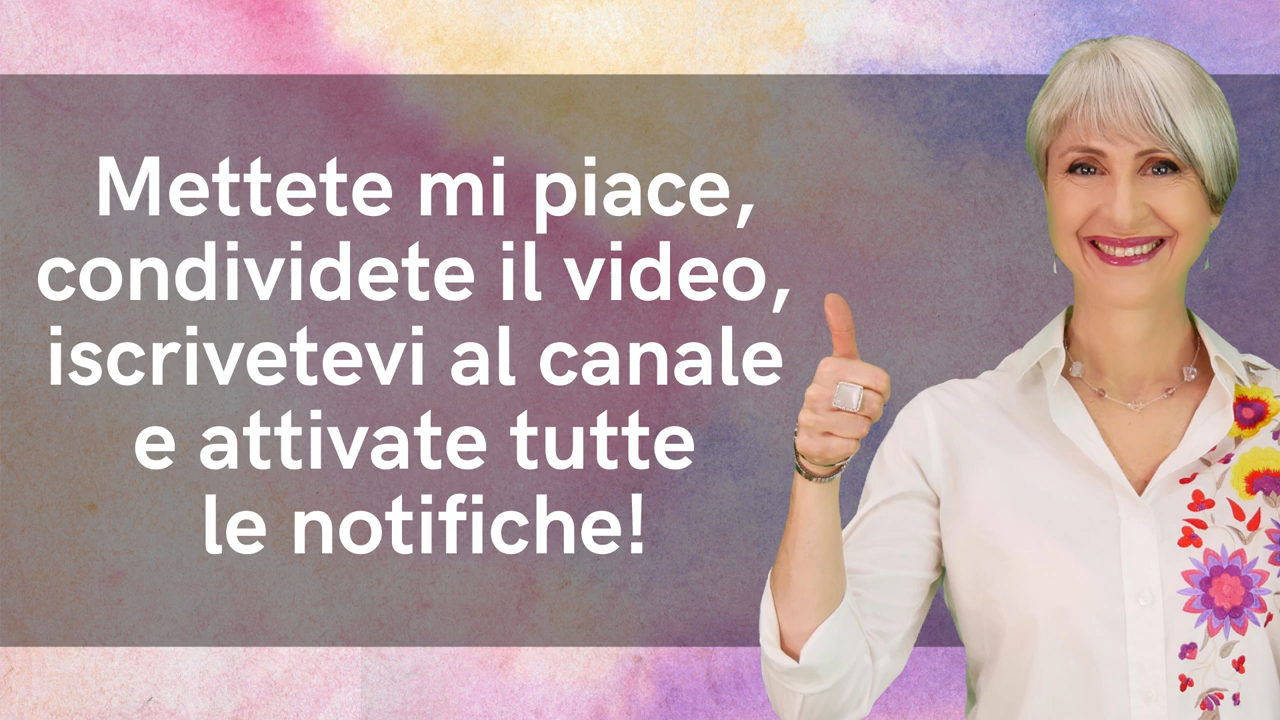 Mettete mi piace,
condividete il video,
iscrivetevi al canale
e attivate tutte
le notifiche!